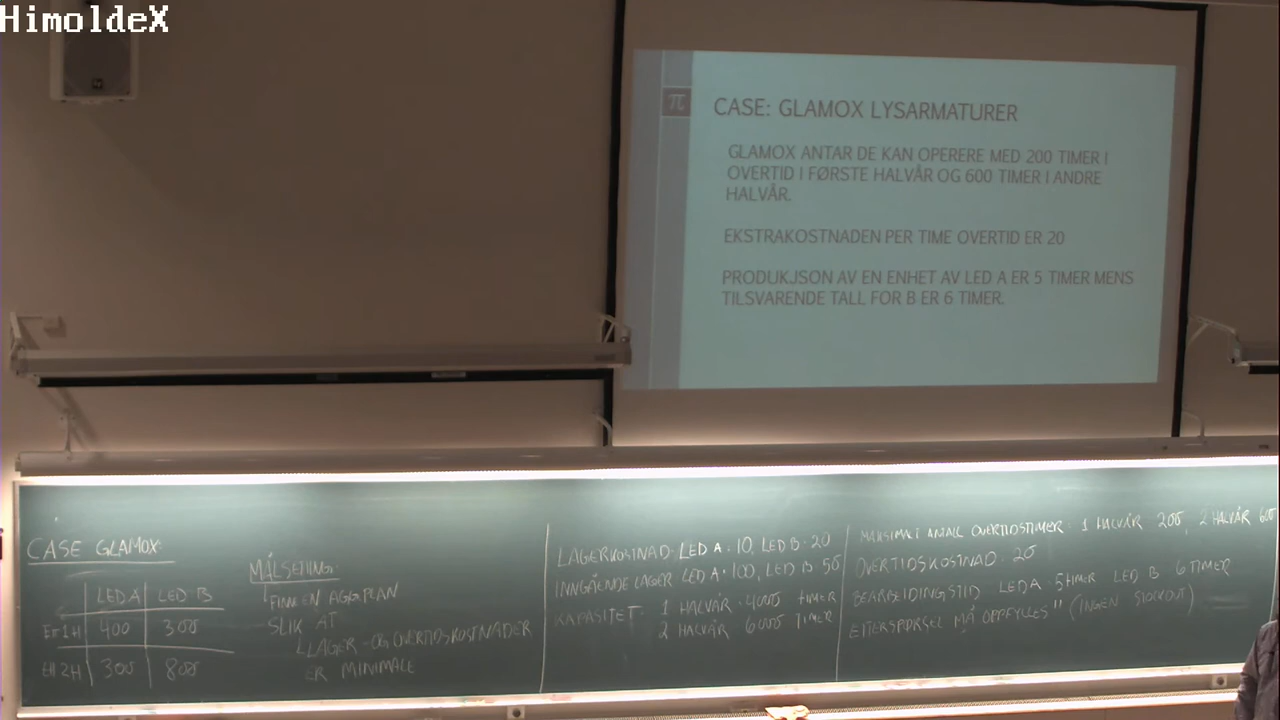 HimoldeX
π
CASE: GLAMOX LYSARMATURER
GLAMOX ANTAR DE KAN OPERERE MED 200 TIMER I
OVERTID I FØRSTE HALVÅR OG 600 TIMER I ANDRE
HALVÅR.
EKSTRAKOSTNADEN PER TIME OVERTID ER 20
PRODUKJSON AV EN ENHET AV LED A ER 5 TIMER MENS
TILSVARENDE TALL FOR B ER 6 TIMER.
CASE GLAMOX:
LED A LED B
1H 400 300
2H 300 800
MÅLSETNING:
FINN EN AGGR.PLAN
SLIK AT
LAGER-OG OVERTIDSKOSTNADER
ER MINIMALE
LAGERKOSTNAD: LED A: 10, LED B: 20
INNGÅENDE LAGER LED A: 100, LED B 50
KAPASITET: 1 HALVÅR: 4000 TIMER
2 HALVÅR 6000 TIMER
MAKSIMALT ANTALL OVERTIDSTIMER: 1 HALVÅR 200, 2 HALVÅR 600
OVERTIDSKOSTNAD: 20
BEARBEIDINGSTID LED A 5 TIMER LED B 6 TIMER
ETTERSPØRSEL MÅ OPPFYLLES" (INGEN STOCKOUT)